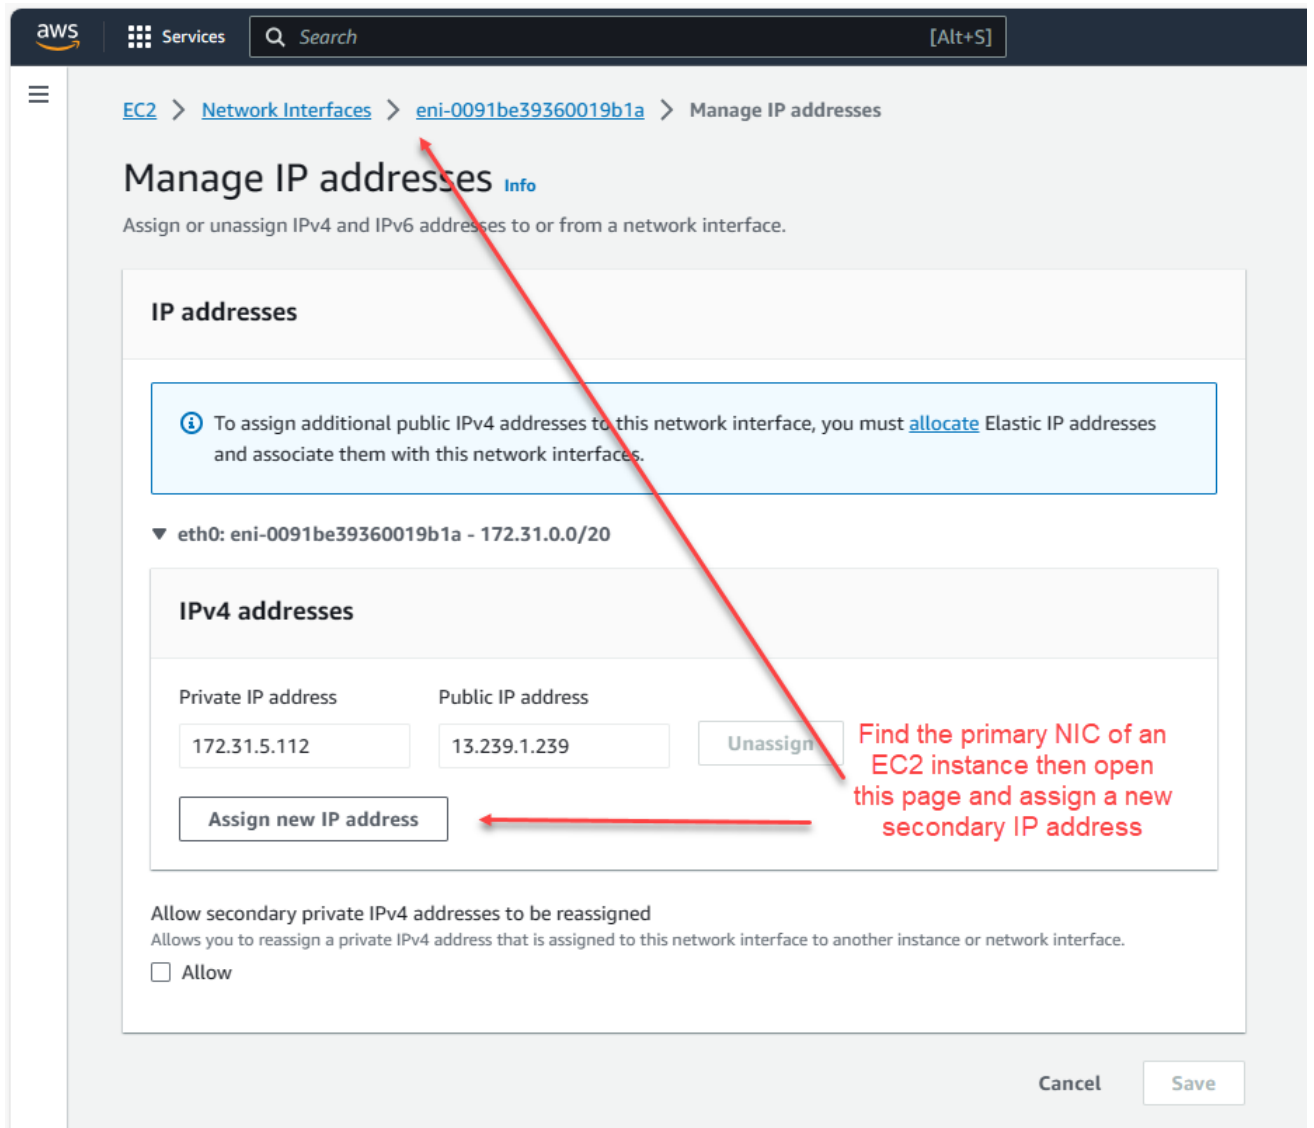 aws
Services
Search
[Alt+S]
EC2 > Network Interfaces > eni-0091be39360019b1a > Manage IP addresses
Manage IP addresses Info
Assign or unassign IPv4 and IPv6 addresses to or from a network interface.
IP addresses
To assign additional public IPv4 addresses to this network interface, you must allocate Elastic IP addresses
and associate them with this network interfaces.
eth0: eni-0091be39360019b1a - 172.31.0.0/20
IPv4 addresses
Private IP address
Public IP address
172.31.5.112
13.239.1.239
Unassign
Find the primary NIC of an
EC2 instance then open
this page and assign a new
secondary IP address
Assign new IP address
Allow secondary private IPv4 addresses to be reassigned
Allows you to reassign a private IPv4 address that is assigned to this network interface to another instance or network interface.
Allow
Cancel
Save